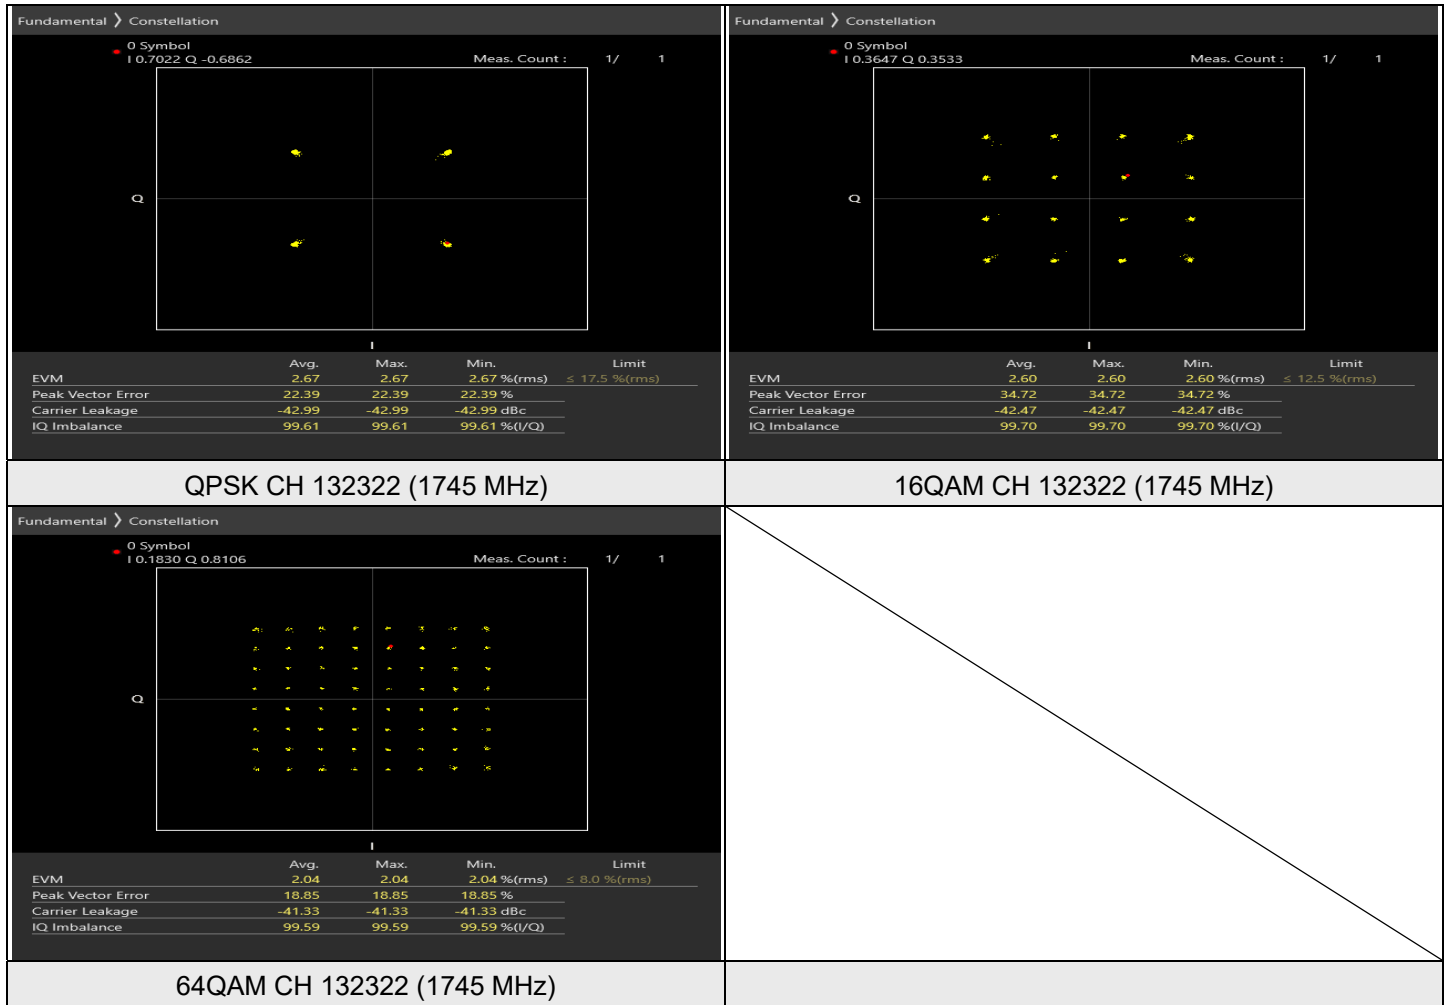 Fundamental ❯ Constellation
0 Symbol
I 0.7022 Q -0.6862 Meas. Count : 1/ 1
Q
I
Avg. Max. Min. Limit
EVM 2.67 2.67 2.67 %(rms) ≤ 17.5 %(rms)
Peak Vector Error 22.39 22.39 22.39 %
Carrier Leakage -42.99 -42.99 -42.99 dBc
IQ Imbalance 99.61 99.61 99.61 %(I/Q)
QPSK CH 132322 (1745 MHz)
Fundamental ❯ Constellation
0 Symbol
I 0.3647 Q 0.3533 Meas. Count : 1/ 1
Q
I
Avg. Max. Min. Limit
EVM 2.60 2.60 2.60 %(rms) ≤ 12.5 %(rms)
Peak Vector Error 34.72 34.72 34.72 %
Carrier Leakage -42.47 -42.47 -42.47 dBc
IQ Imbalance 99.70 99.70 99.70 %(I/Q)
16QAM CH 132322 (1745 MHz)
Fundamental ❯ Constellation
0 Symbol
I 0.1830 Q 0.8106 Meas. Count : 1/ 1
Q
I
Avg. Max. Min. Limit
EVM 2.04 2.04 2.04 %(rms) ≤ 8.0 %(rms)
Peak Vector Error 18.85 18.85 18.85 %
Carrier Leakage -41.33 -41.33 -41.33 dBc
IQ Imbalance 99.59 99.59 99.59 %(I/Q)
64QAM CH 132322 (1745 MHz)